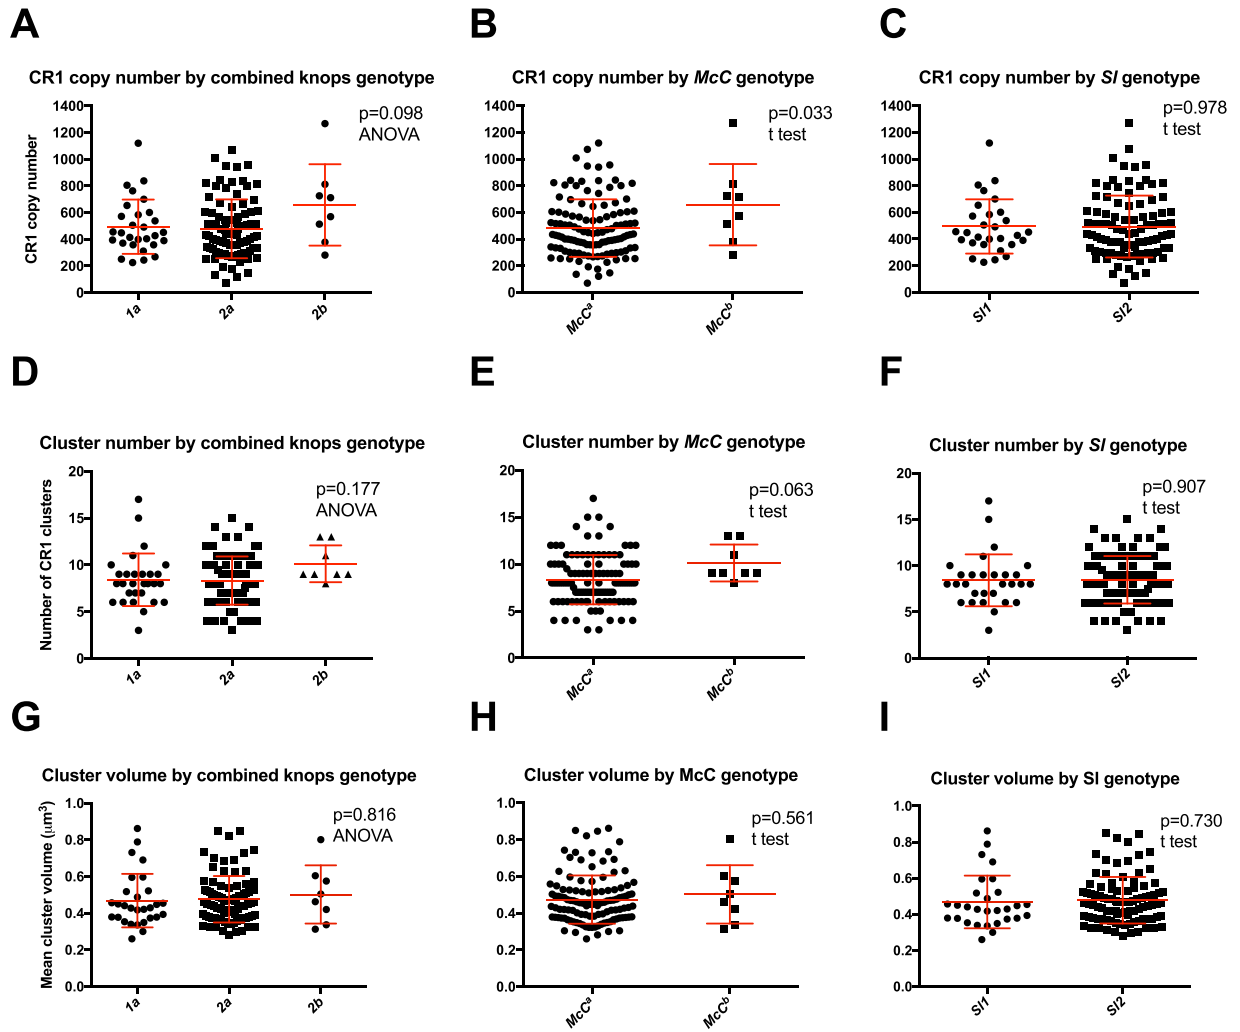 A
B
C
CR1 copy number by combined knops genotype
CR1 copy number by McC genotype
CR1 copy number by Sl genotype
CR1 copy number
1400
1200
1000
800
600
400
200
0
p=0.098
ANOVA
1a
2a
2b
1400
1200
1000
800
600
400
200
0
p=0.033
t test
McCᵃ
McCᵇ
1400
1200
1000
800
600
400
200
0
p=0.978
t test
Sl1
Sl2
D
E
F
Cluster number by combined knops genotype
Cluster number by McC genotype
Cluster number by Sl genotype
Number of CR1 clusters
20
15
10
5
0
p=0.177
ANOVA
1a
2a
2b
20
15
10
5
0
p=0.063
t test
McCᵃ
McCᵇ
20
15
10
5
0
p=0.907
t test
Sl1
Sl2
G
H
I
Cluster volume by combined knops genotype
Cluster volume by McC genotype
Cluster volume by Sl genotype
Mean cluster volume (μm³)
1.0
0.8
0.6
0.4
0.2
0.0
p=0.816
ANOVA
1a
2a
2b
1.0
0.8
0.6
0.4
0.2
0.0
p=0.561
t test
McCᵃ
McCᵇ
1.0
0.8
0.6
0.4
0.2
0.0
p=0.730
t test
Sl1
Sl2